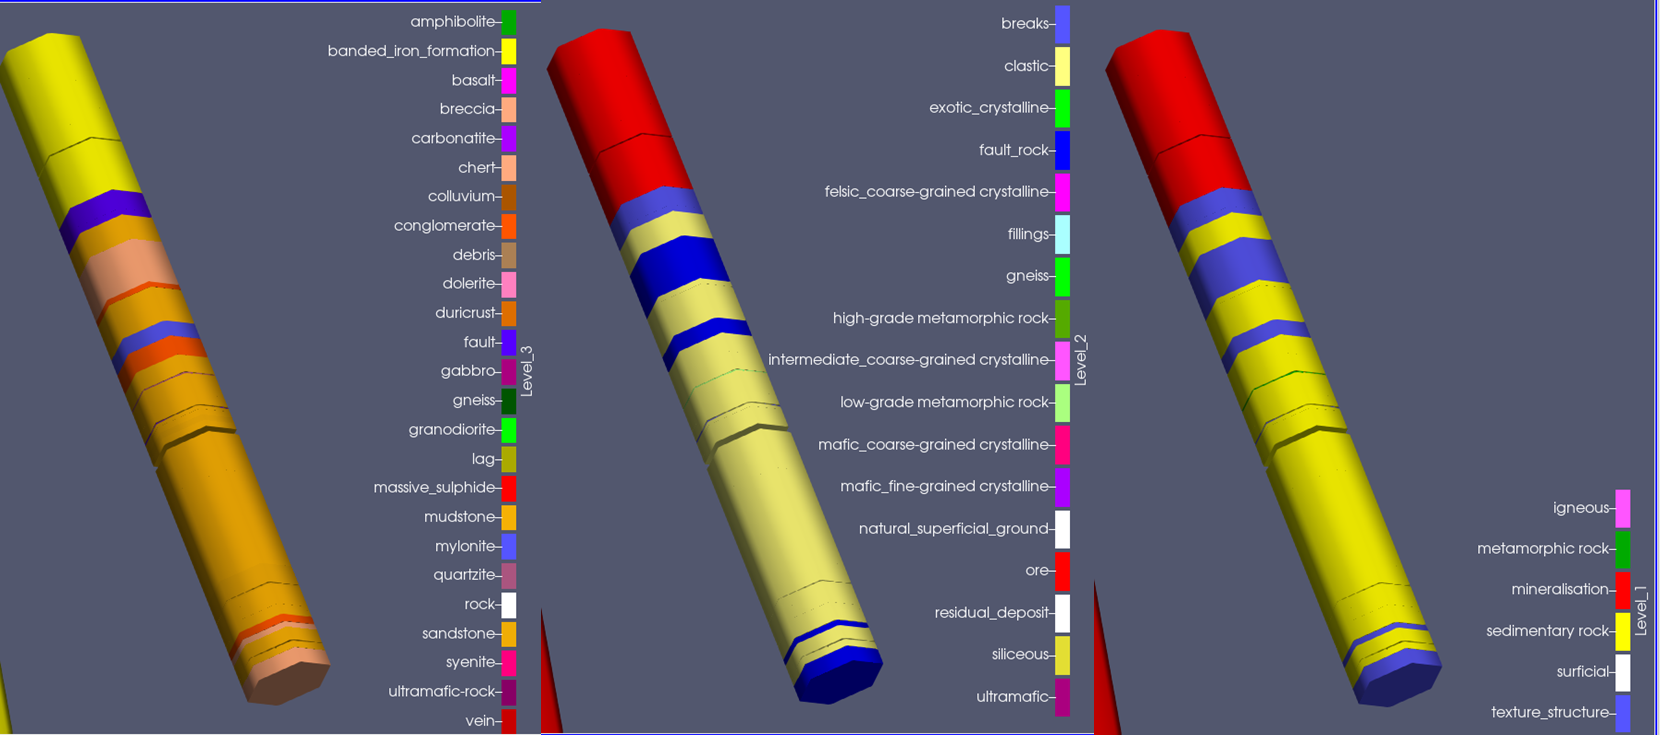 amphibolite
banded_iron_formation
basalt
breccia
carbonatite
chert
colluvium
conglomerate
debris
dolerite
duricrust
fault
gabbro
gneiss
granodiorite
lag
massive_sulphide
mudstone
mylonite
quartzite
rock
sandstone
syenite
ultramafic-rock
vein
Level_3
breaks
clastic
exotic_crystalline
fault_rock
felsic_coarse-grained crystalline
fillings
gneiss
high-grade metamorphic rock
intermediate_coarse-grained crystalline
low-grade metamorphic rock
mafic_coarse-grained crystalline
mafic_fine-grained crystalline
natural_superficial_ground
ore
residual_deposit
siliceous
ultramafic
Level_2
igneous
metamorphic rock
mineralisation
sedimentary rock
surficial
texture_structure
Level_1